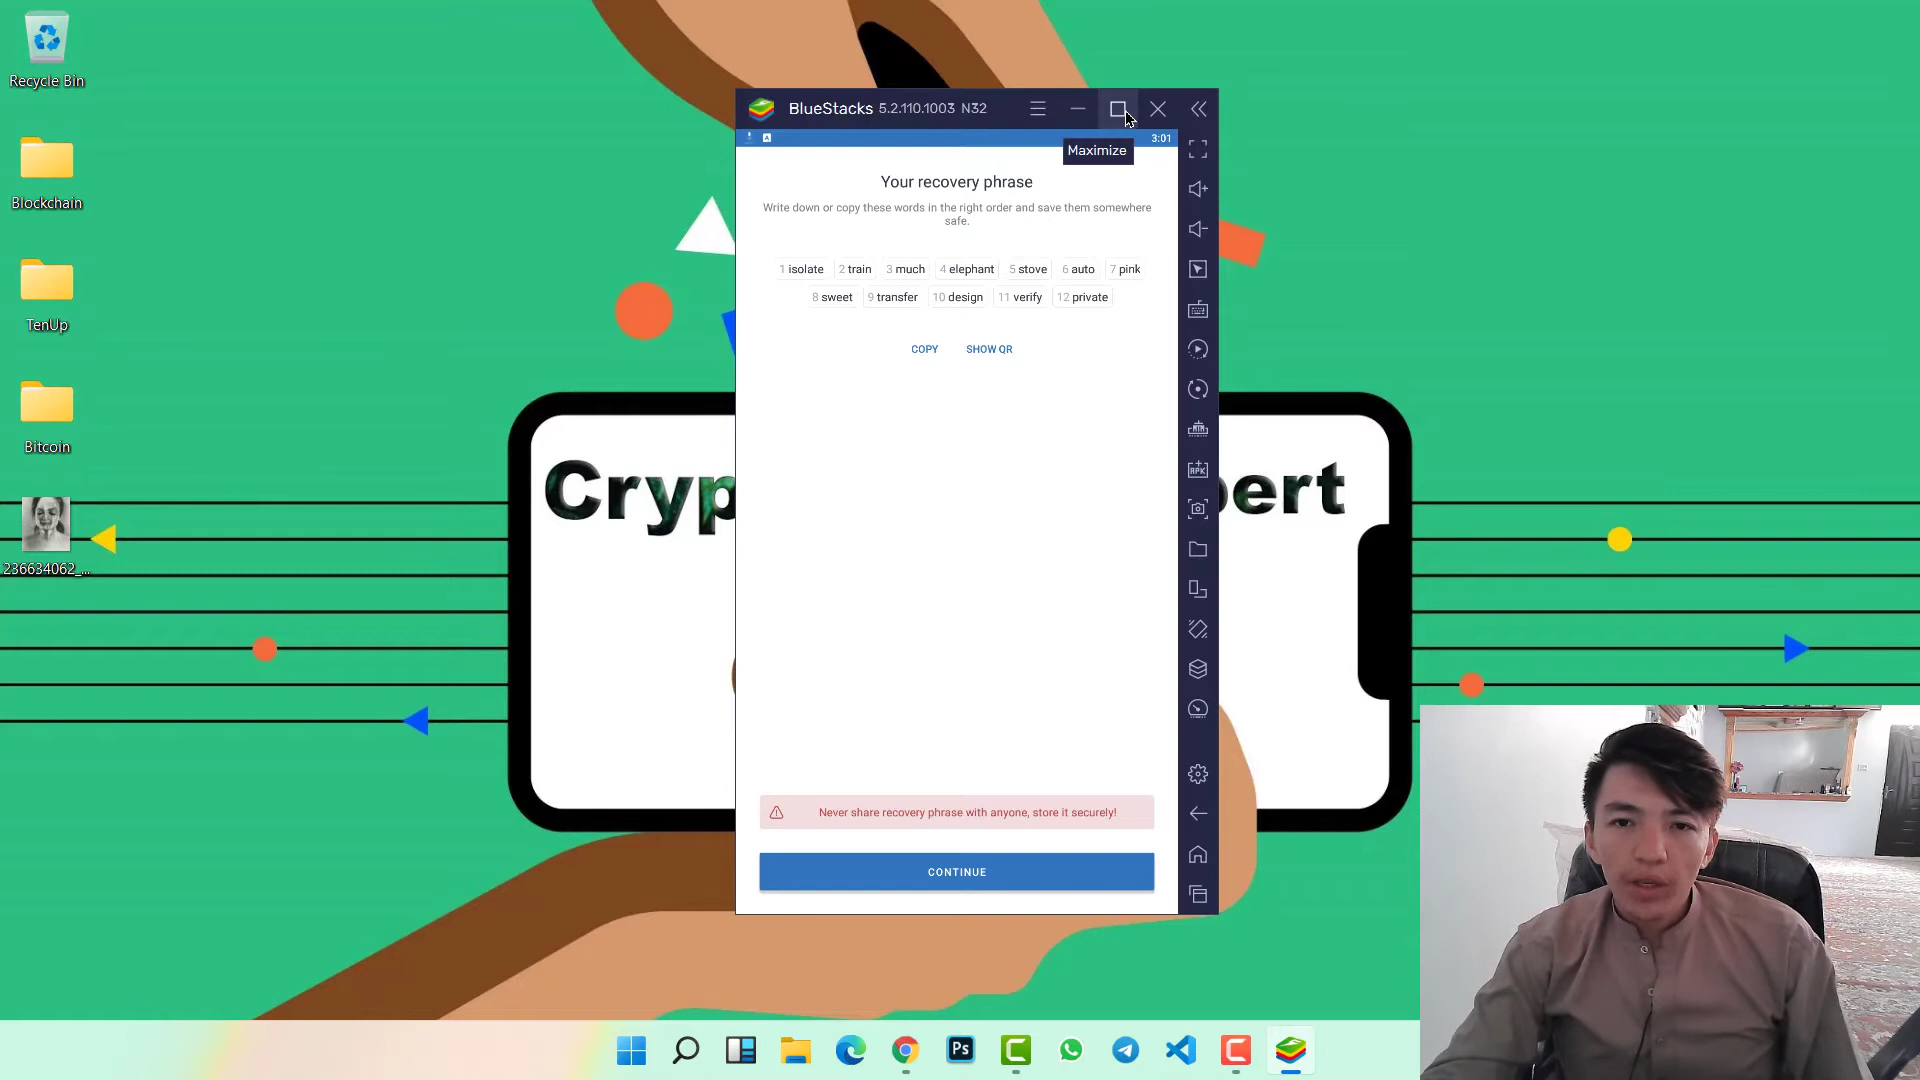 Recycle Bin
Blockchain
TenUp
Bitcoin
236634062_...
BlueStacks 5.2.110.1003 N32
3:01
Maximize
Your recovery phrase
Write down or copy these words in the right order and save them somewhere
safe.
1 isolate 2 train 3 much 4 elephant 5 stove 6 auto 7 pink
8 sweet 9 transfer 10 design 11 verify 12 private
COPY SHOW QR
Never share recovery phrase with anyone, store it securely!
CONTINUE
APK
Ps